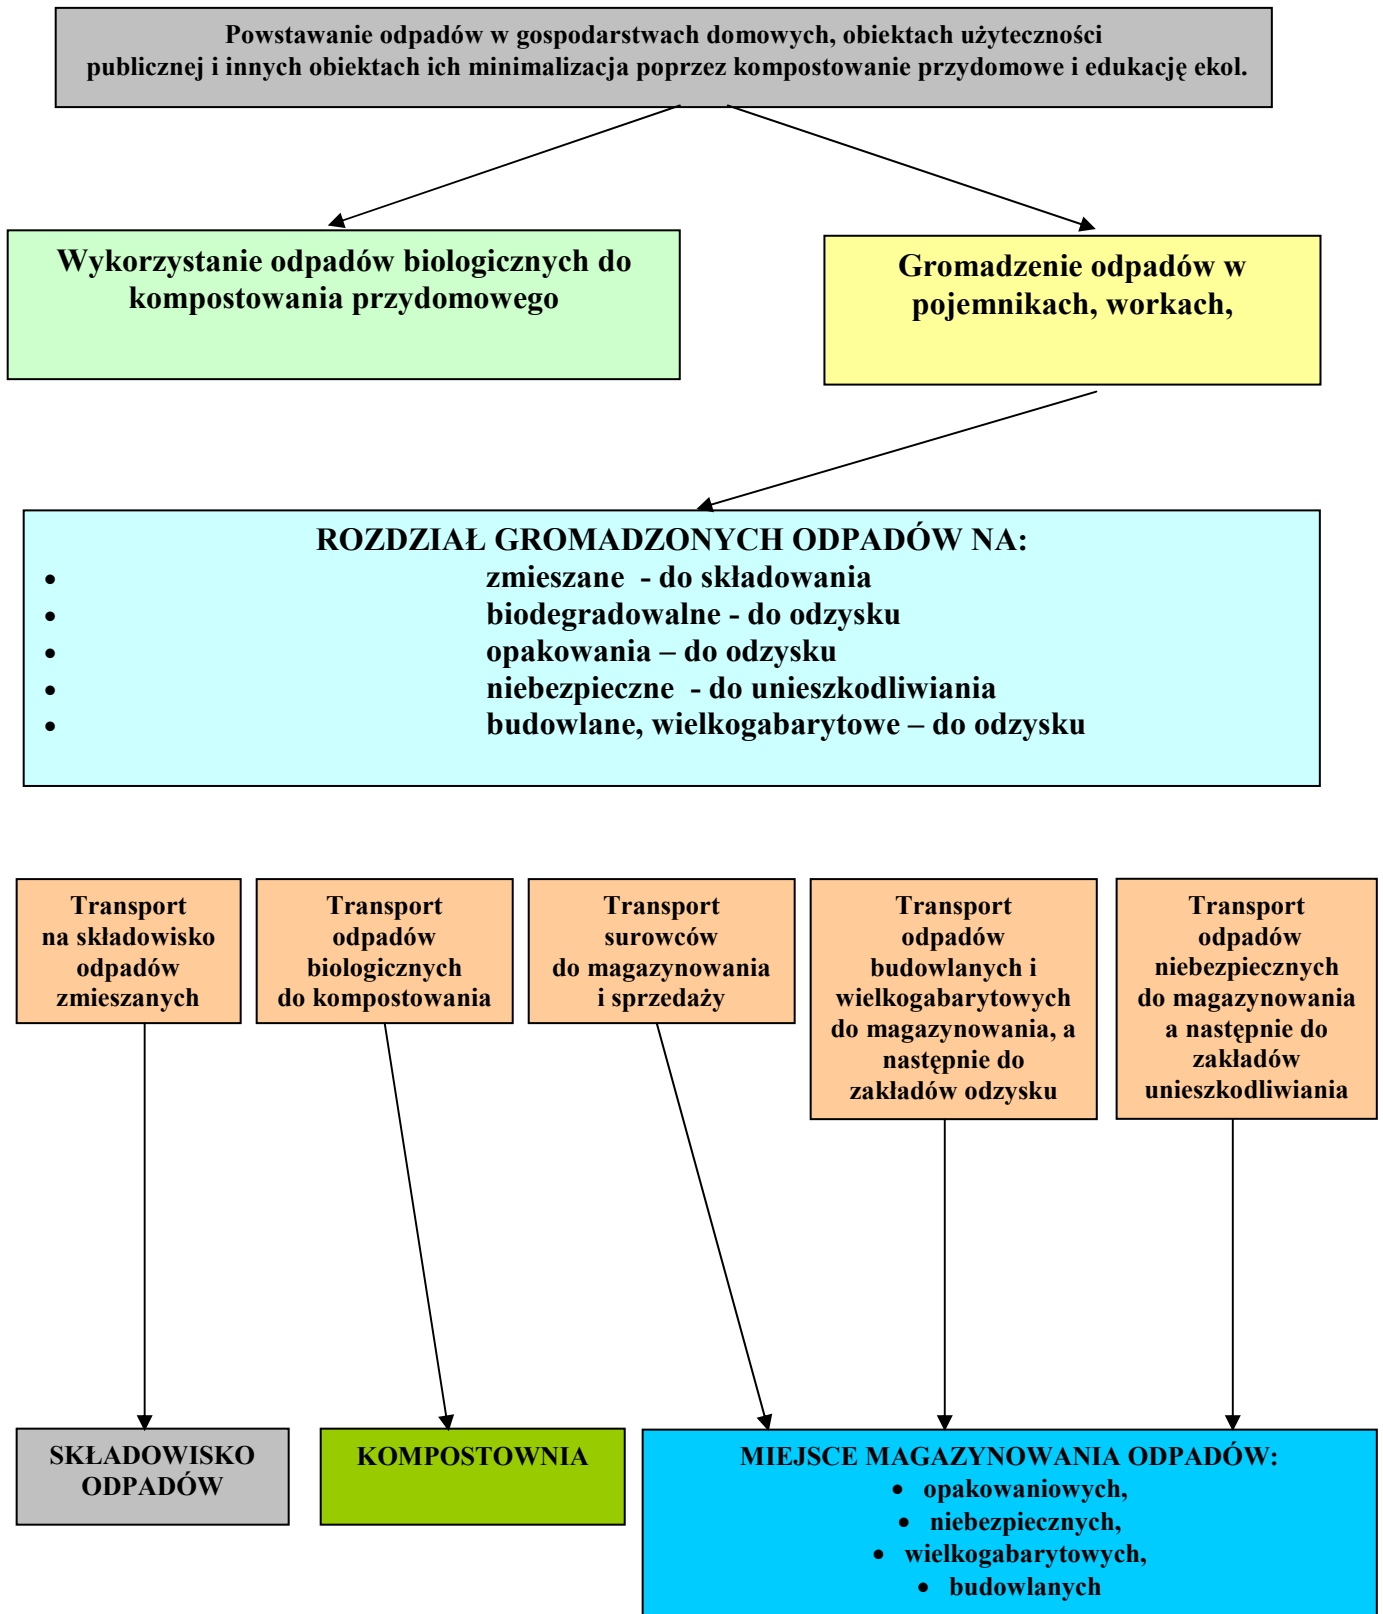 Powstawanie odpadów w gospodarstwach domowych, obiektach użyteczności
publicznej i innych obiektach ich minimalizacja poprzez kompostowanie przydomowe i edukację ekol.
Wykorzystanie odpadów biologicznych do
kompostowania przydomowego
Gromadzenie odpadów w
pojemnikach, workach,
ROZDZIAŁ GROMADZONYCH ODPADÓW NA:
• zmieszane - do składowania
• biodegradowalne - do odzysku
• opakowania – do odzysku
• niebezpieczne - do unieszkodliwiania
• budowlane, wielkogabarytowe – do odzysku
Transport
na składowisko
odpadów
zmieszanych
Transport
odpadów
biologicznych
do kompostowania
Transport
surowców
do magazynowania
i sprzedaży
Transport
odpadów
budowlanych i
wielkogabarytowych
do magazynowania, a
następnie do
zakładów odzysku
Transport
odpadów
niebezpiecznych
do magazynowania
a następnie do
zakładów
unieszkodliwiania
SKŁADOWISKO
ODPADÓW
KOMPOSTOWNIA
MIEJSCE MAGAZYNOWANIA ODPADÓW:
• opakowaniowych,
• niebezpiecznych,
• wielkogabarytowych,
• budowlanych